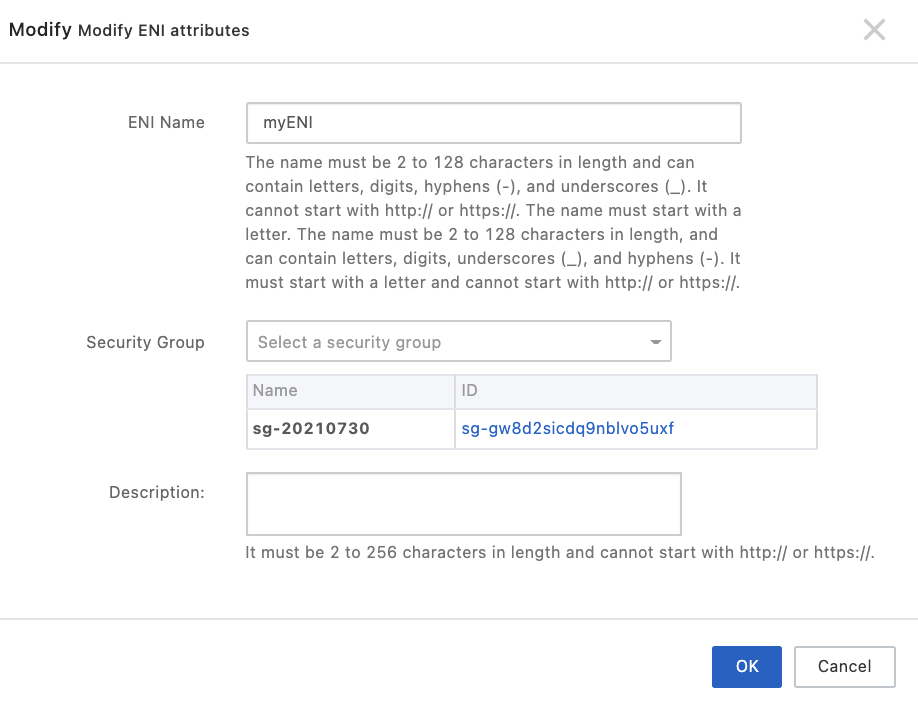 Modify Modify ENI attributes
ENI Name
myENI
The name must be 2 to 128 characters in length and can
contain letters, digits, hyphens (-), and underscores (_). It
cannot start with http:// or https://. The name must start with a
letter. The name must be 2 to 128 characters in length, and
can contain letters, digits, underscores (_), and hyphens (-). It
must start with a letter and cannot start with http:// or https://.
Security Group
Select a security group
Name ID
sg-20210730 sg-gw8d2sicdq9nblvo5uxf
Description:
It must be 2 to 256 characters in length and cannot start with http:// or https://.
OK Cancel